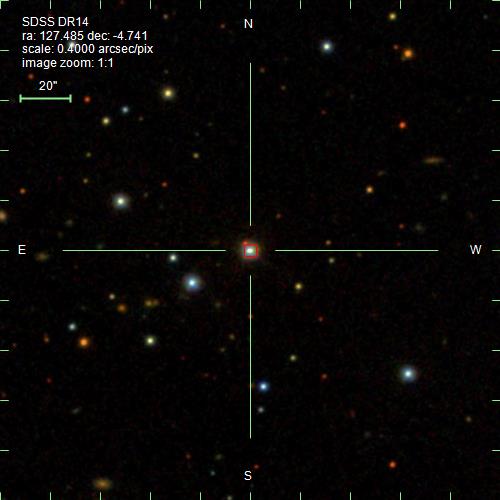 SDSS DR14
ra: 127.485 dec: -4.741
scale: 0.4000 arcsec/pix
image zoom: 1:1
20"
N
E
W
S